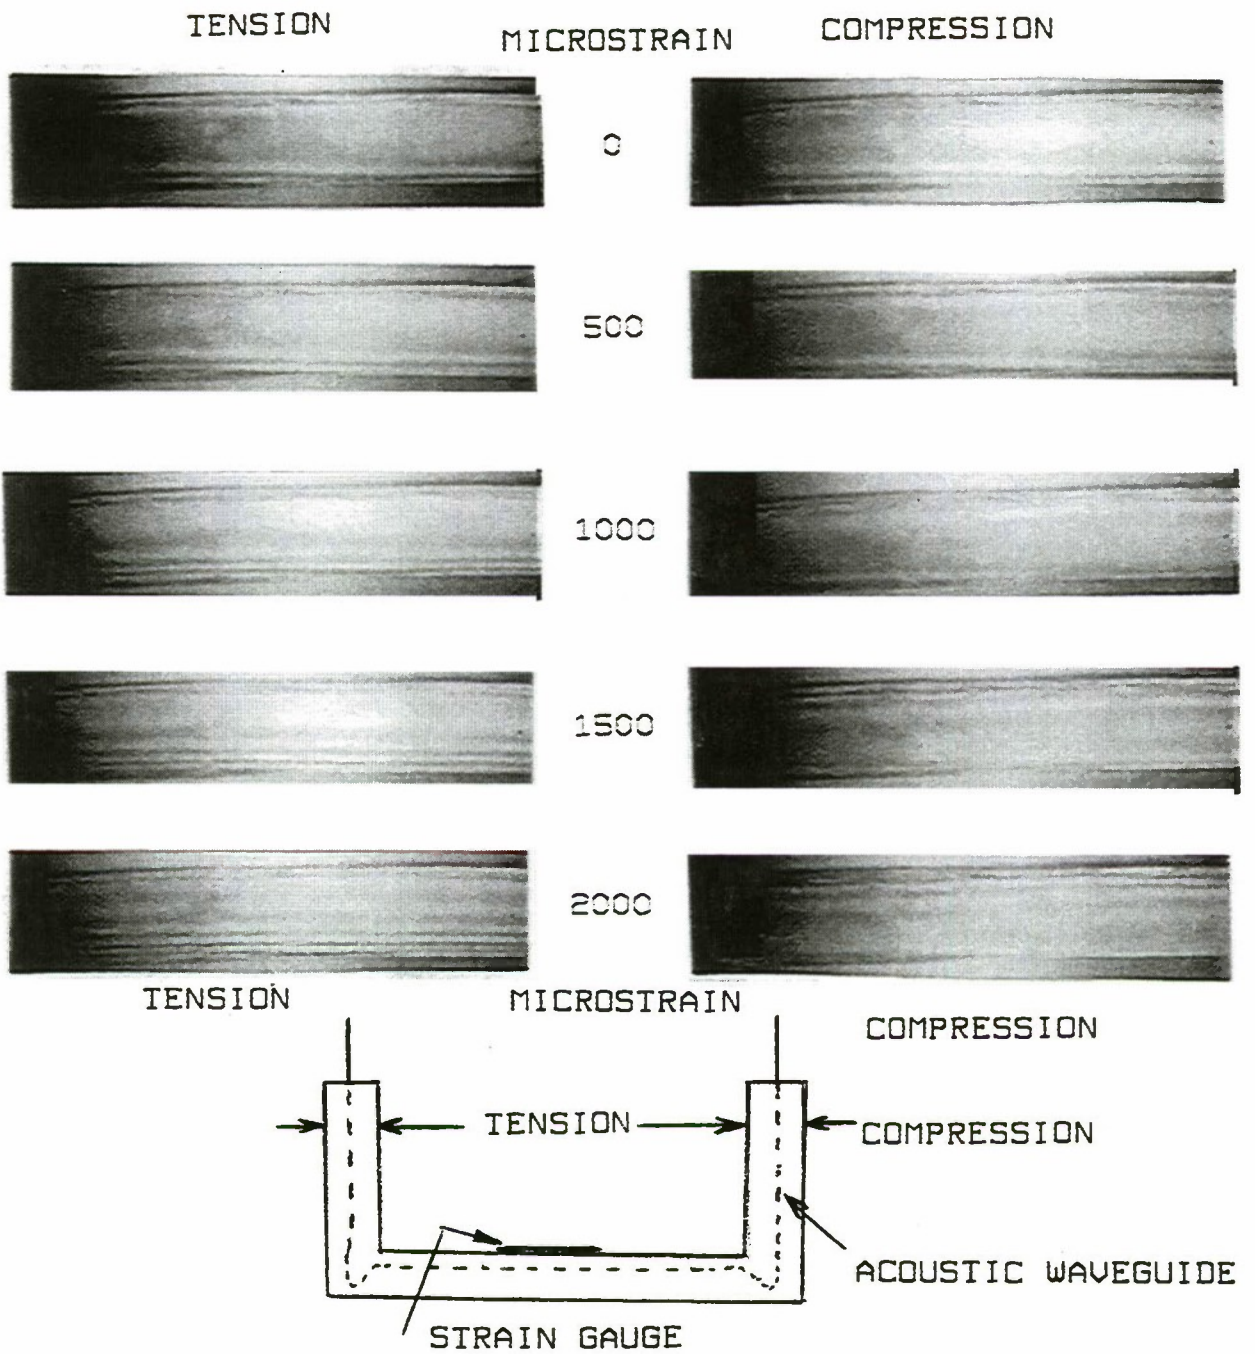 TENSION MICROSTRAIN COMPRESSION
0
500
1000
1500
2000
TENSION MICROSTRAIN COMPRESSION
TENSION COMPRESSION
ACOUSTIC WAVEGUIDE
STRAIN GAUGE